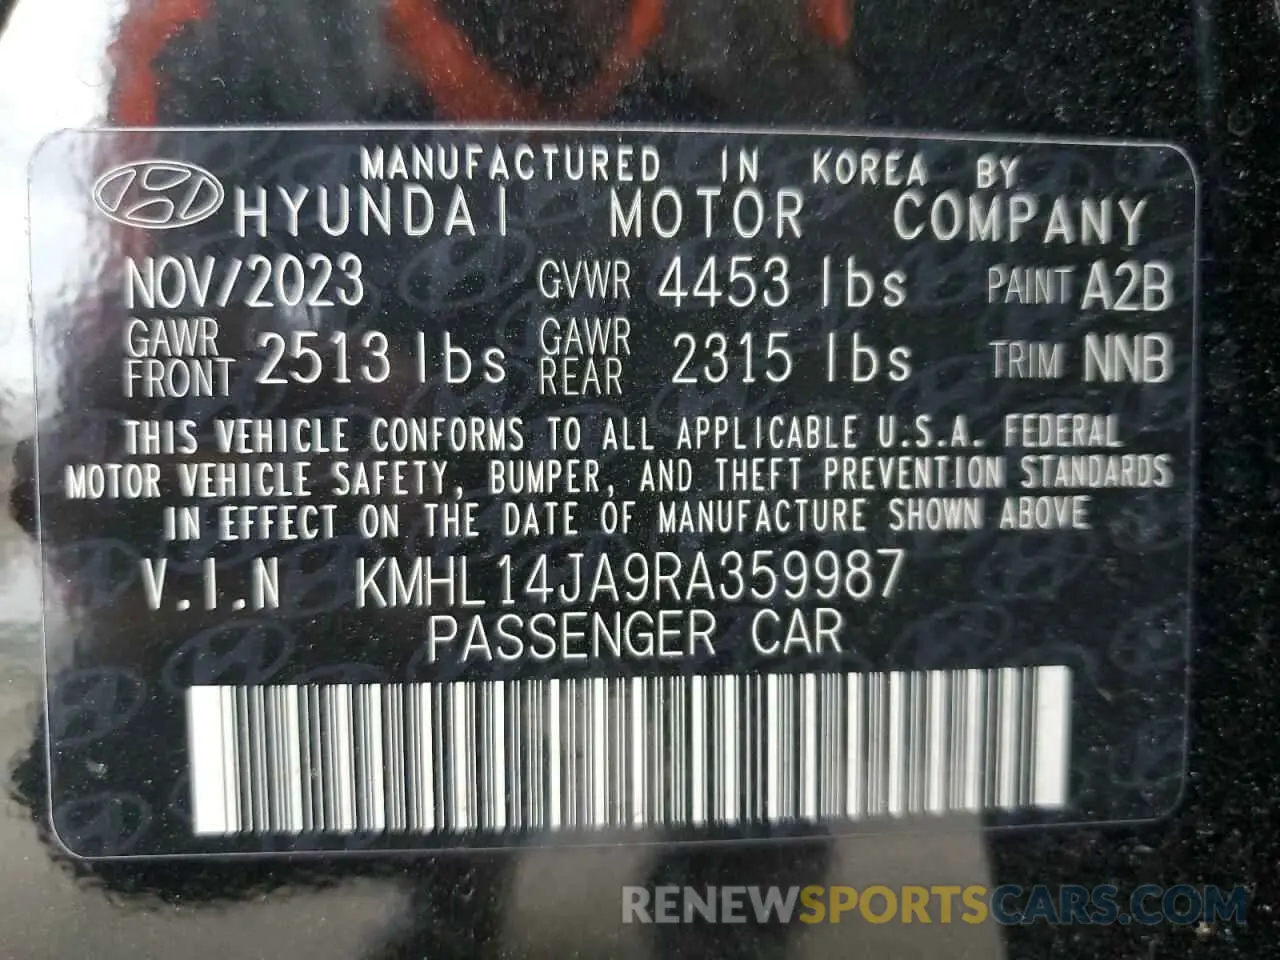 MANUFACTURED IN KOREA BY
HYUNDAI MOTOR COMPANY
NOV/2023 GVWR 4453 lbs PAINT A2B
GAWR FRONT 2513 lbs GAWR REAR 2315 lbs TRIM NNB
THIS VEHICLE CONFORMS TO ALL APPLICABLE U.S.A. FEDERAL
MOTOR VEHICLE SAFETY, BUMPER, AND THEFT PREVENTION STANDARDS
IN EFFECT ON THE DATE OF MANUFACTURE SHOWN ABOVE
V.I.N KMHL14JA9RA359987
PASSENGER CAR
RENEWSPORTSCARS.COM